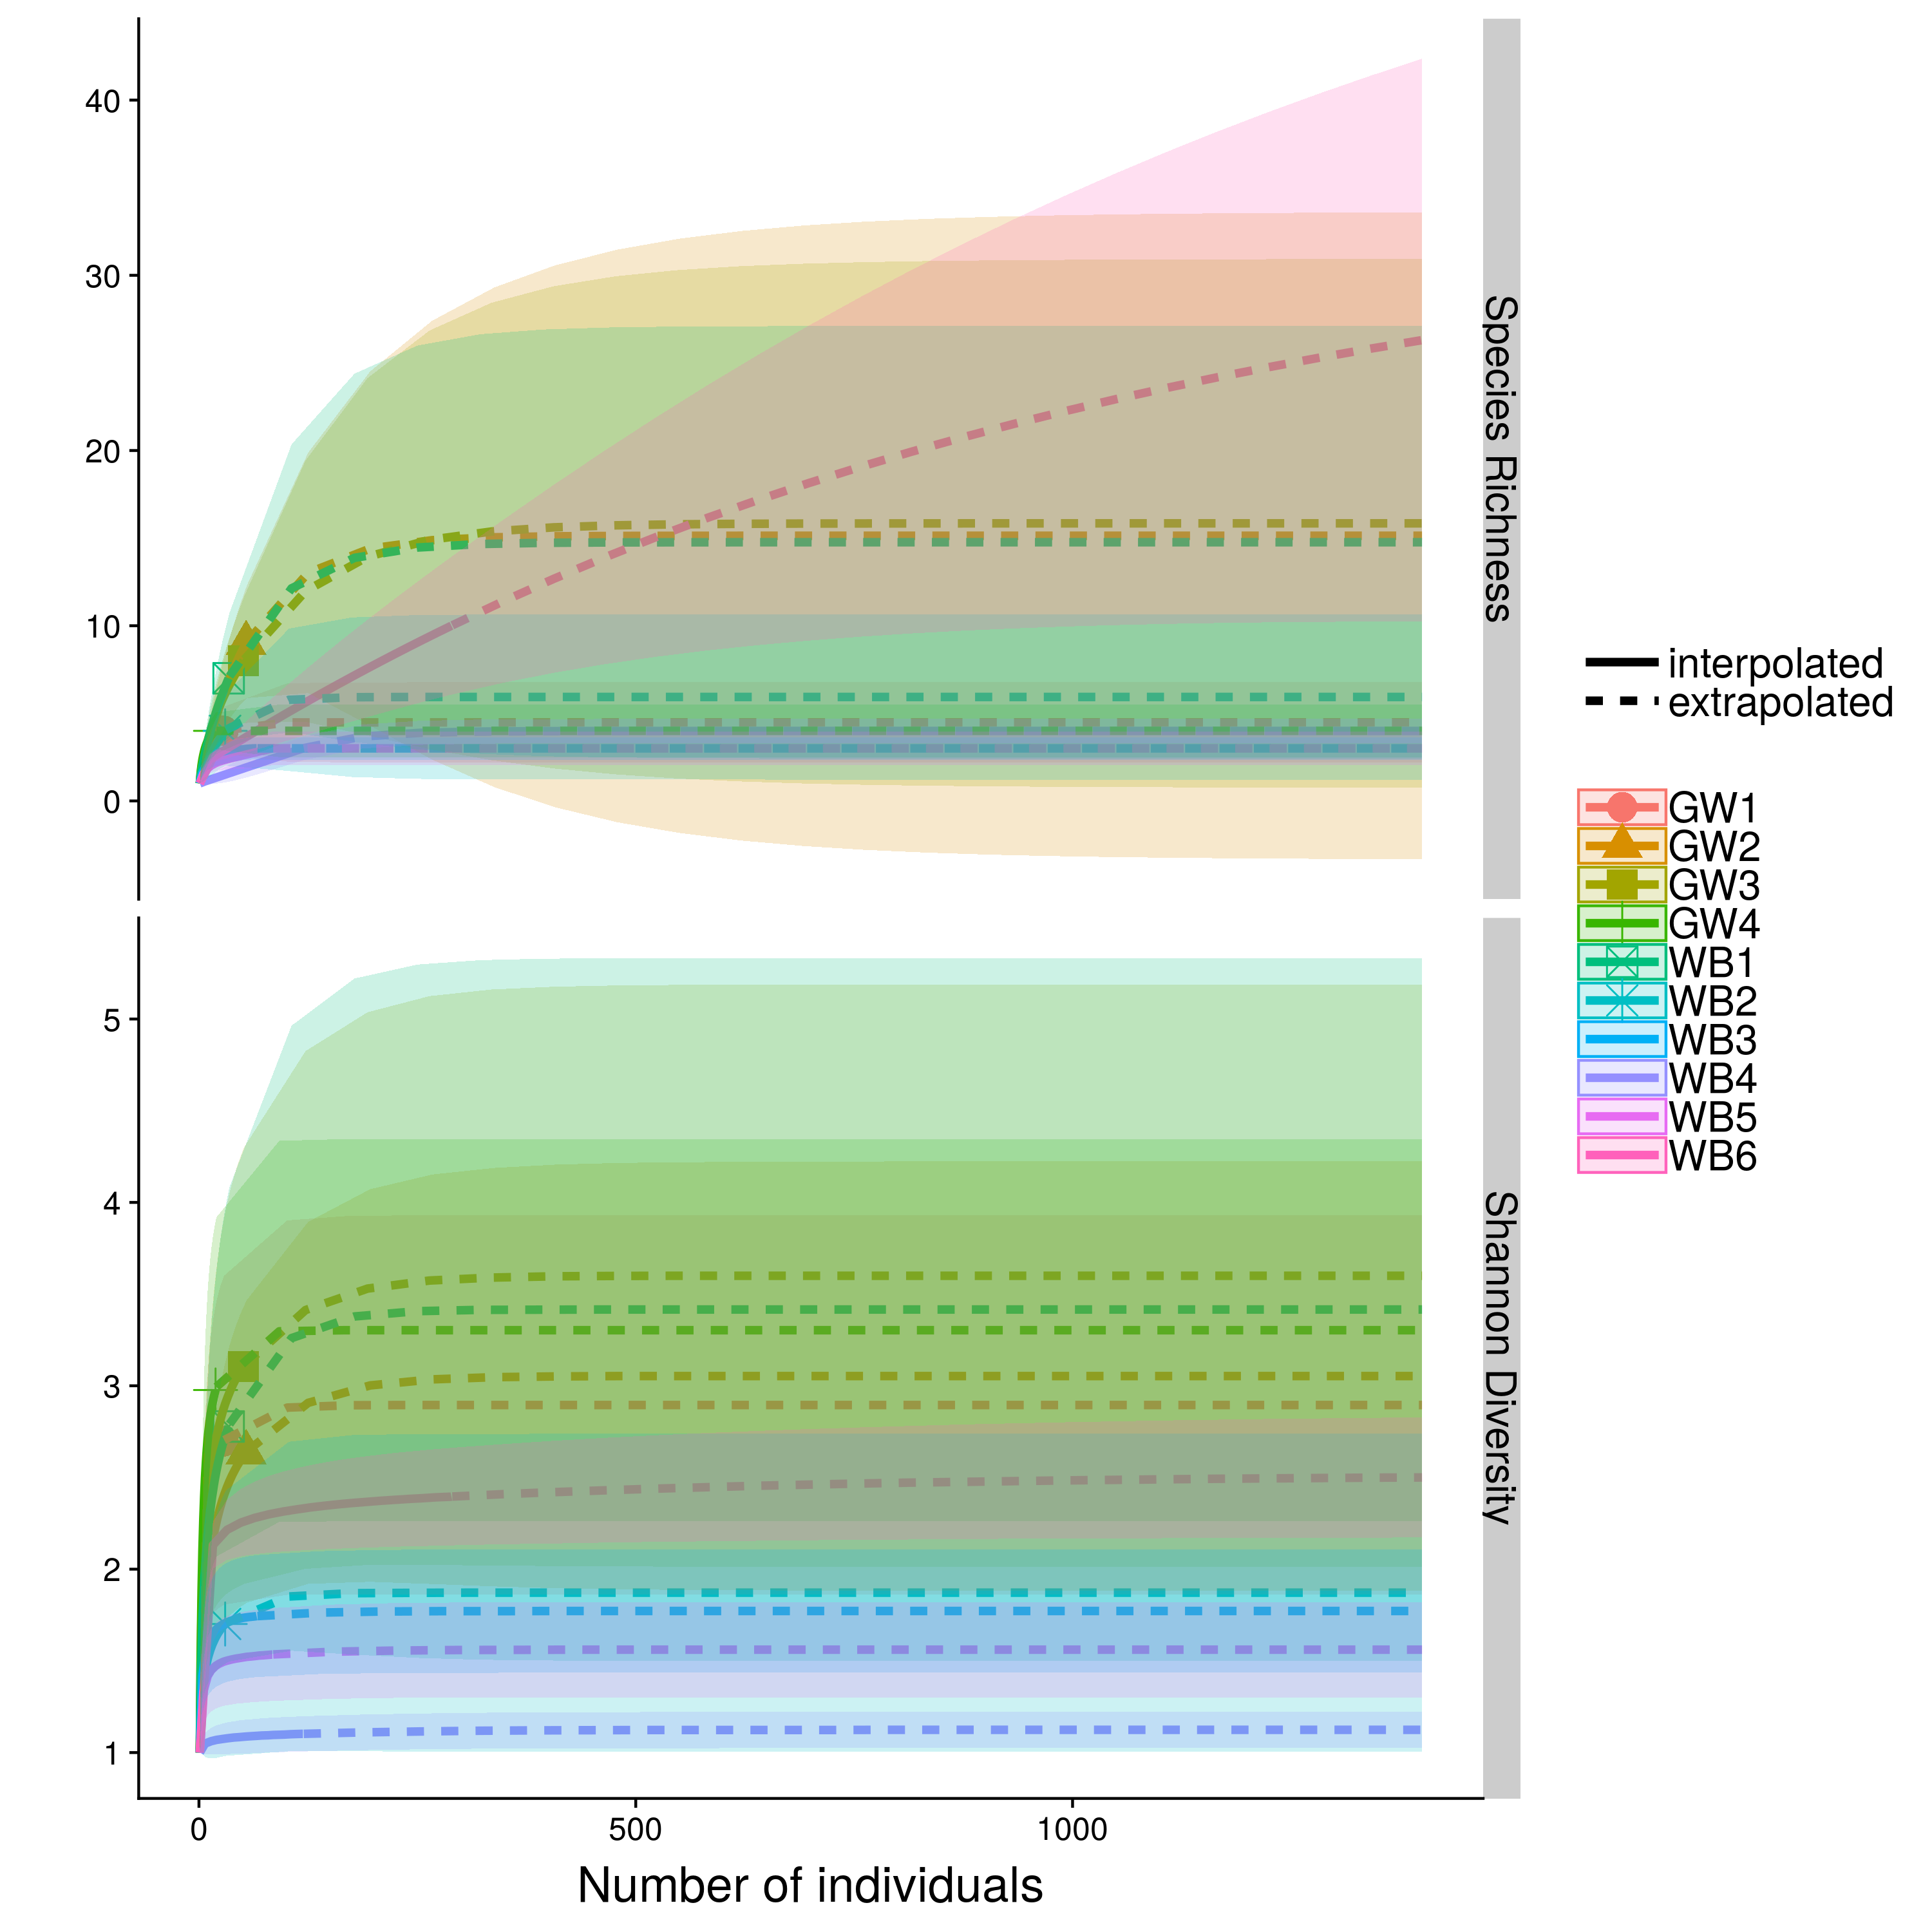 40
30
20
10
0
Species Richness
5
4
3
2
1
Shannon Diversity
0
500
1000
Number of individuals
interpolated
extrapolated
GW1
GW2
GW3
GW4
WB1
WB2
WB3
WB4
WB5
WB6